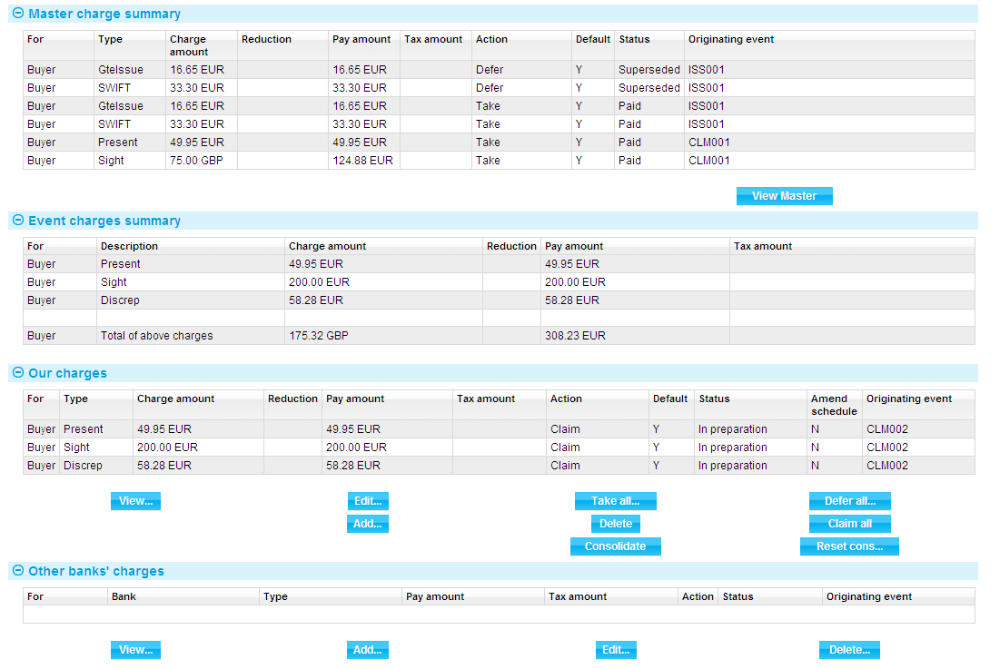 Master charge summary
For Type Charge amount Reduction Pay amount Tax amount Action Default Status Originating event
Buyer GteIssue 16.65 EUR 16.65 EUR Defer Y Superseded ISS001
Buyer SWIFT 33.30 EUR 33.30 EUR Defer Y Superseded ISS001
Buyer GteIssue 16.65 EUR 16.65 EUR Take Y Paid ISS001
Buyer SWIFT 33.30 EUR 33.30 EUR Take Y Paid ISS001
Buyer Present 49.95 EUR 49.95 EUR Take Y Paid CLM001
Buyer Sight 75.00 GBP 124.88 EUR Take Y Paid CLM001
View Master
Event charges summary
For Description Charge amount Reduction Pay amount Tax amount
Buyer Present 49.95 EUR 49.95 EUR
Buyer Sight 200.00 EUR 200.00 EUR
Buyer Discrep 58.28 EUR 58.28 EUR
Buyer Total of above charges 175.32 GBP 308.23 EUR
Our charges
For Type Charge amount Reduction Pay amount Tax amount Action Default Status Amend schedule Originating event
Buyer Present 49.95 EUR 49.95 EUR Claim Y In preparation N CLM002
Buyer Sight 200.00 EUR 200.00 EUR Claim Y In preparation N CLM002
Buyer Discrep 58.28 EUR 58.28 EUR Claim Y In preparation N CLM002
View... Edit... Take all... Defer all...
Add... Delete Claim all
Consolidate Reset cons...
Other banks' charges
For Bank Type Pay amount Tax amount Action Status Originating event
View... Add... Edit... Delete...